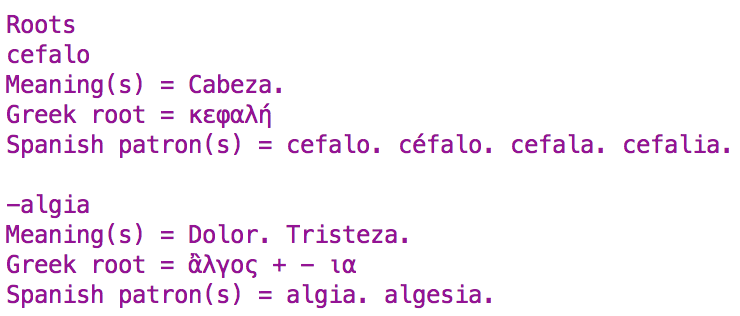 Roots
cefalo
Meaning(s) = Cabeza.
Greek root = κεφαλή
Spanish patron(s) = cefalo. céfalo. cefala. cefalia.
-algia
Meaning(s) = Dolor. Tristeza.
Greek root = ἂλγος + - ια
Spanish patron(s) = algia. algesia.